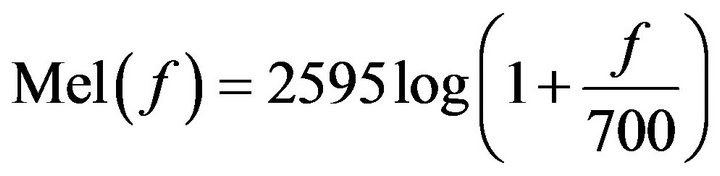 Mel(f) = 2595 log(1 + f/700)